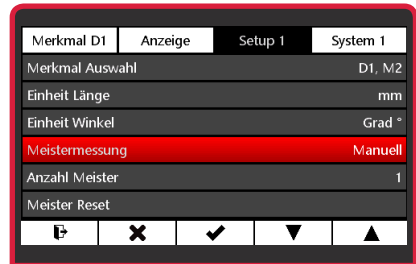 Merkmal D1 Anzeige Setup 1 System 1
Merkmal Auswahl D1, M2
Einheit Länge mm
Einheit Winkel Grad °
Meistermessung Manuell
Anzahl Meister 1
Meister Reset